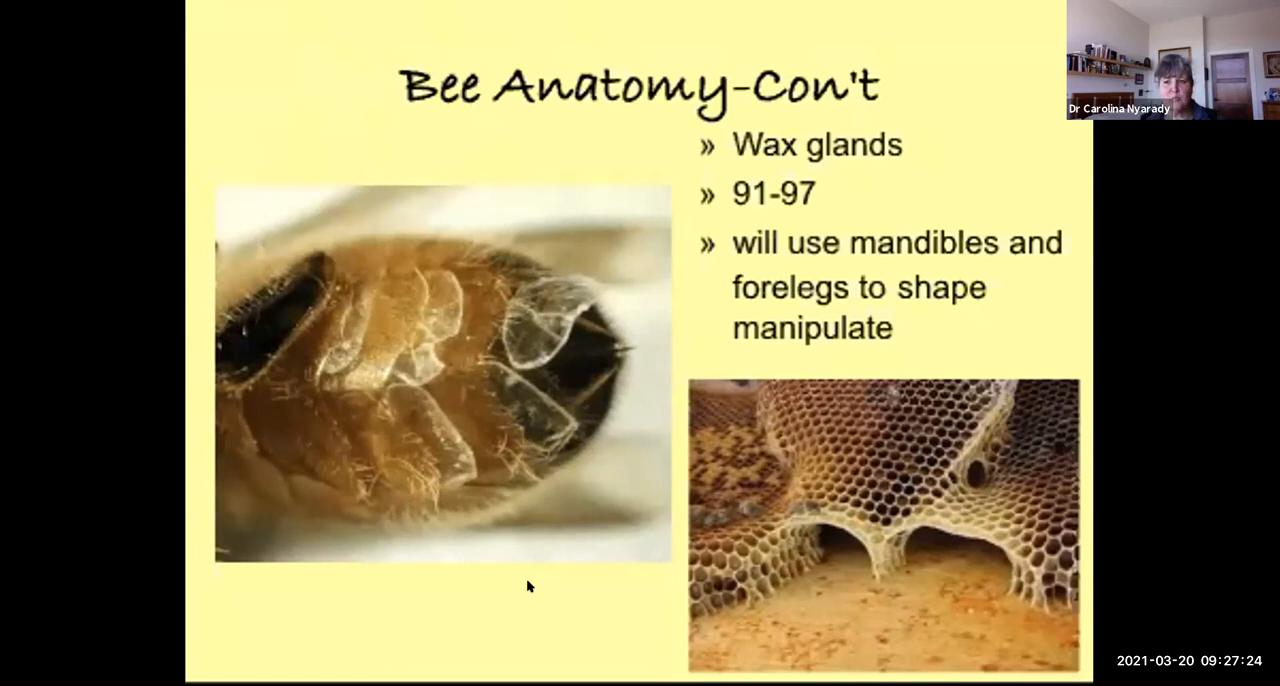 Bee Anatomy-Con't
» Wax glands
» 91-97
» will use mandibles and
forelegs to shape
manipulate
Dr Carolina Nyarady
2021-03-20 09:27:24